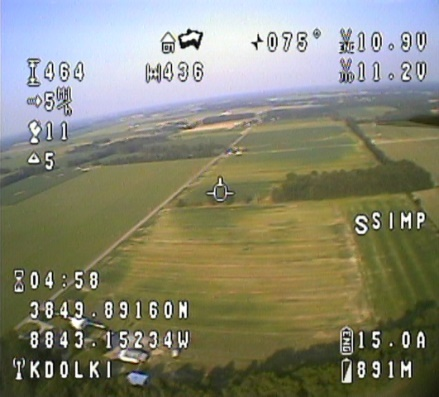 075°
10.9V
464
436
11.2V
5 MI/h
11
5
S SIMP
04:58
3849.89160N
8843.15234W
15.0A
KDOLKI
891M